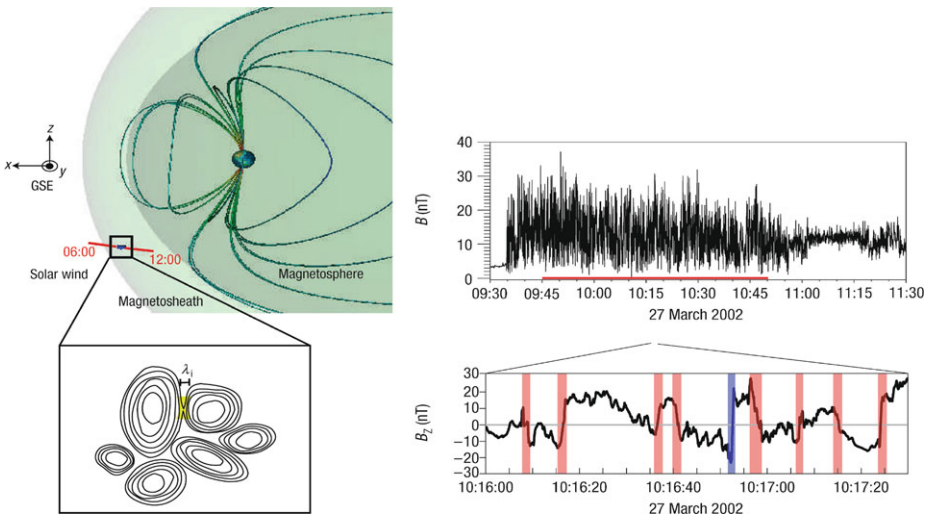 z
x
y
GSE
06:00
12:00
Solar wind
Magnetosheath
Magnetosphere
λi
40
30
20
10
0
B (nT)
09:30 09:45 10:00 10:15 10:30 10:45 11:00 11:15 11:30
27 March 2002
30
20
10
0
−10
−20
−30
BZ (nT)
10:16:00 10:16:20 10:16:40 10:17:00 10:17:20
27 March 2002